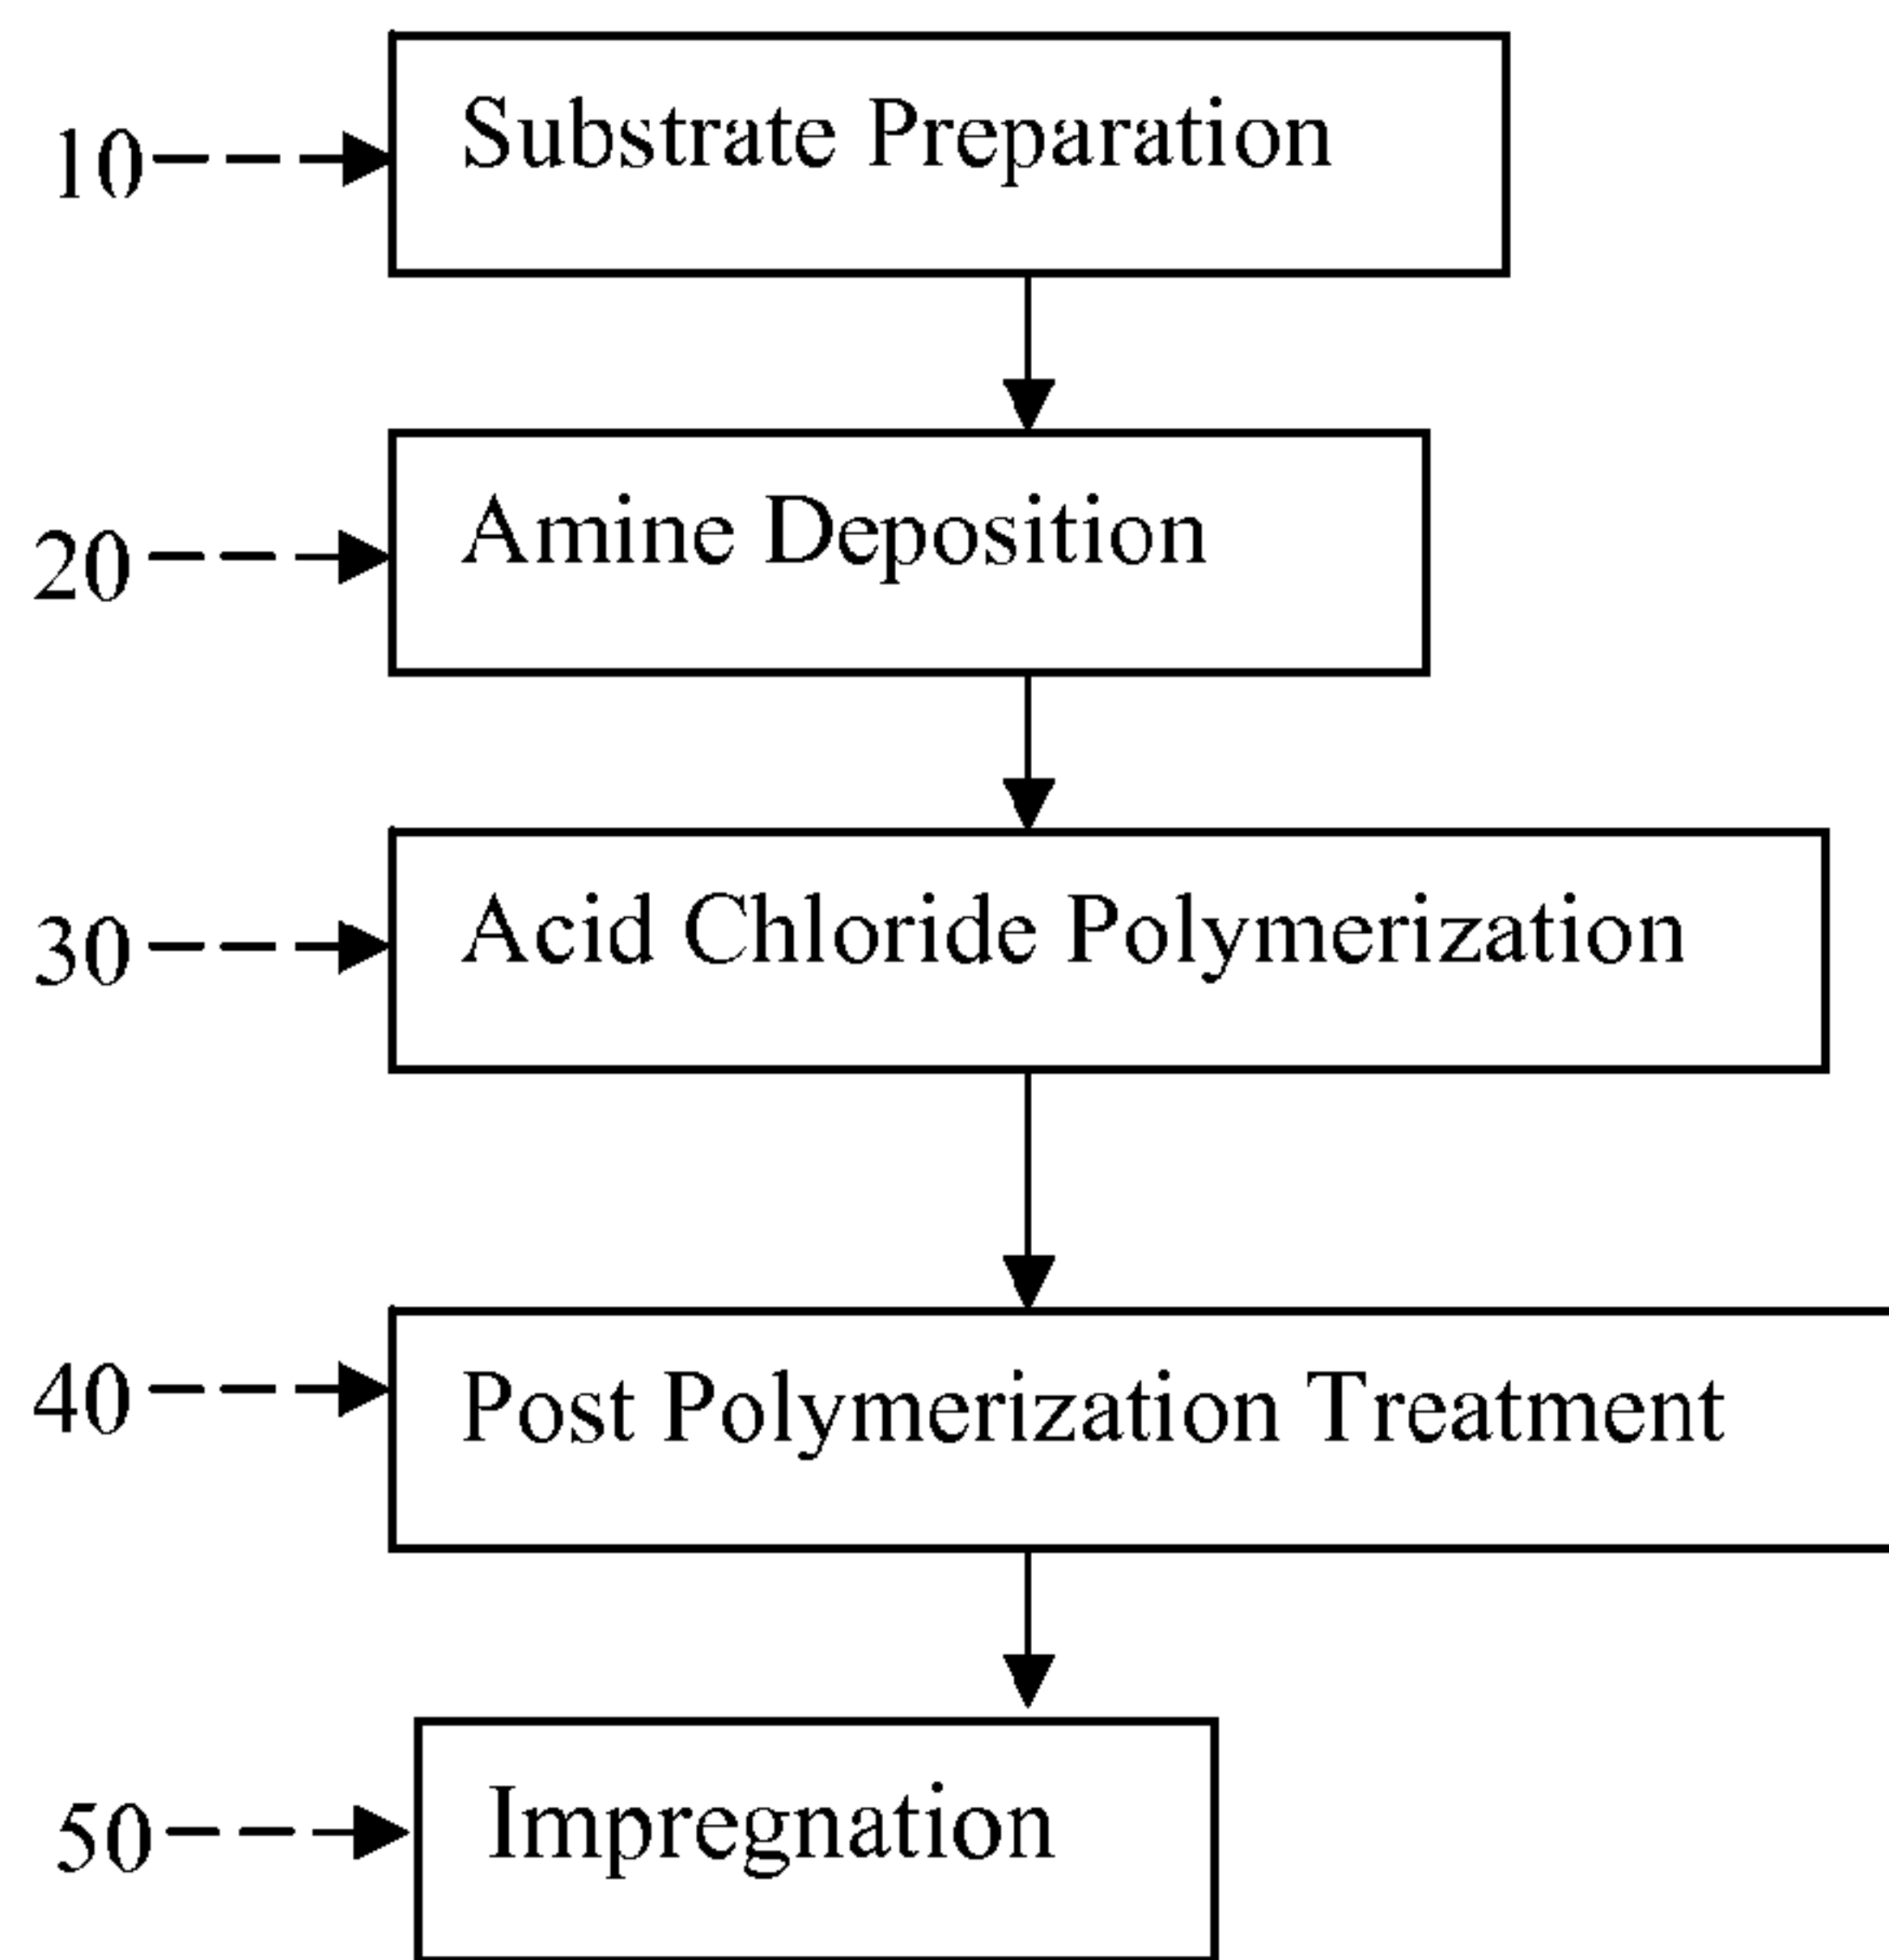 10 Substrate Preparation
20 Amine Deposition
30 Acid Chloride Polymerization
40 Post Polymerization Treatment
50 Impregnation